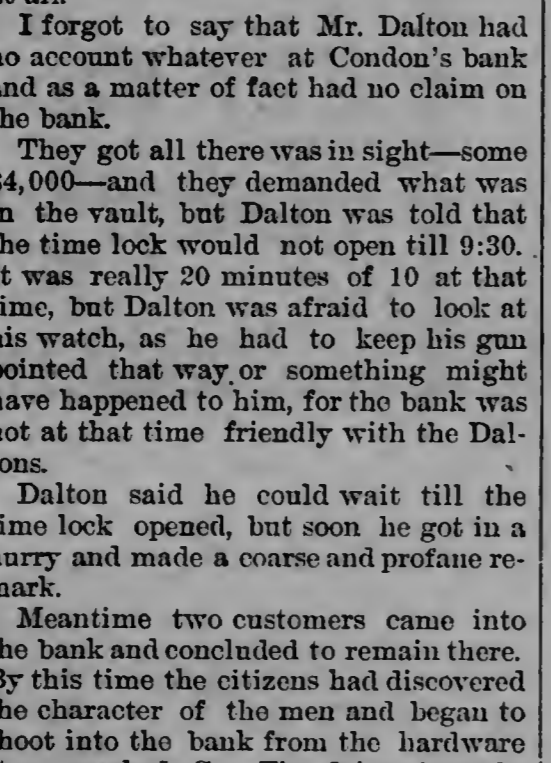 I forgot to say that Mr. Dalton had
no account whatever at Condon's bank
and as a matter of fact had no claim on
the bank.
They got all there was in sight—some
$4,000—and they demanded what was
in the vault, but Dalton was told that
the time lock would not open till 9:30.
It was really 20 minutes of 10 at that
time, but Dalton was afraid to look at
his watch, as he had to keep his gun
pointed that way or something might
have happened to him, for the bank was
not at that time friendly with the Dal-
tons.
Dalton said he could wait till the
time lock opened, but soon he got in a
hurry and made a coarse and profane re-
mark.
Meantime two customers came into
the bank and concluded to remain there.
By this time the citizens had discovered
the character of the men and began to
shoot into the bank from the hardware